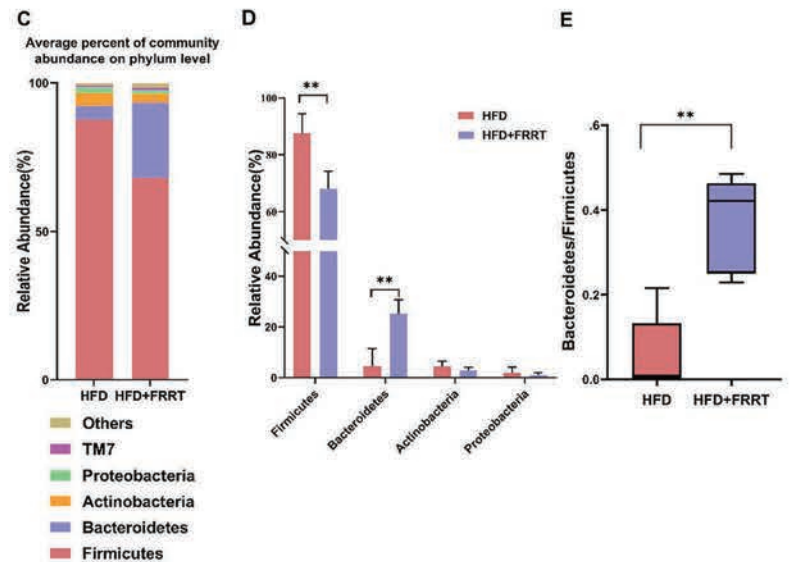 C
Average percent of community
abundance on phylum level
Relative Abundance(%)
100
50
0
HFD HFD+FRRT
Others
TM7
Proteobacteria
Actinobacteria
Bacteroidetes
Firmicutes
D
Relative Abundance(%)
100
80
60
40
20
0
**
**
HFD
HFD+FRRT
Firmicutes
Bacteroidetes
Actinobacteria
Proteobacteria
E
Bacteroidetes/Firmicutes
.6
0.4
0.2
0.0
**
HFD HFD+FRRT